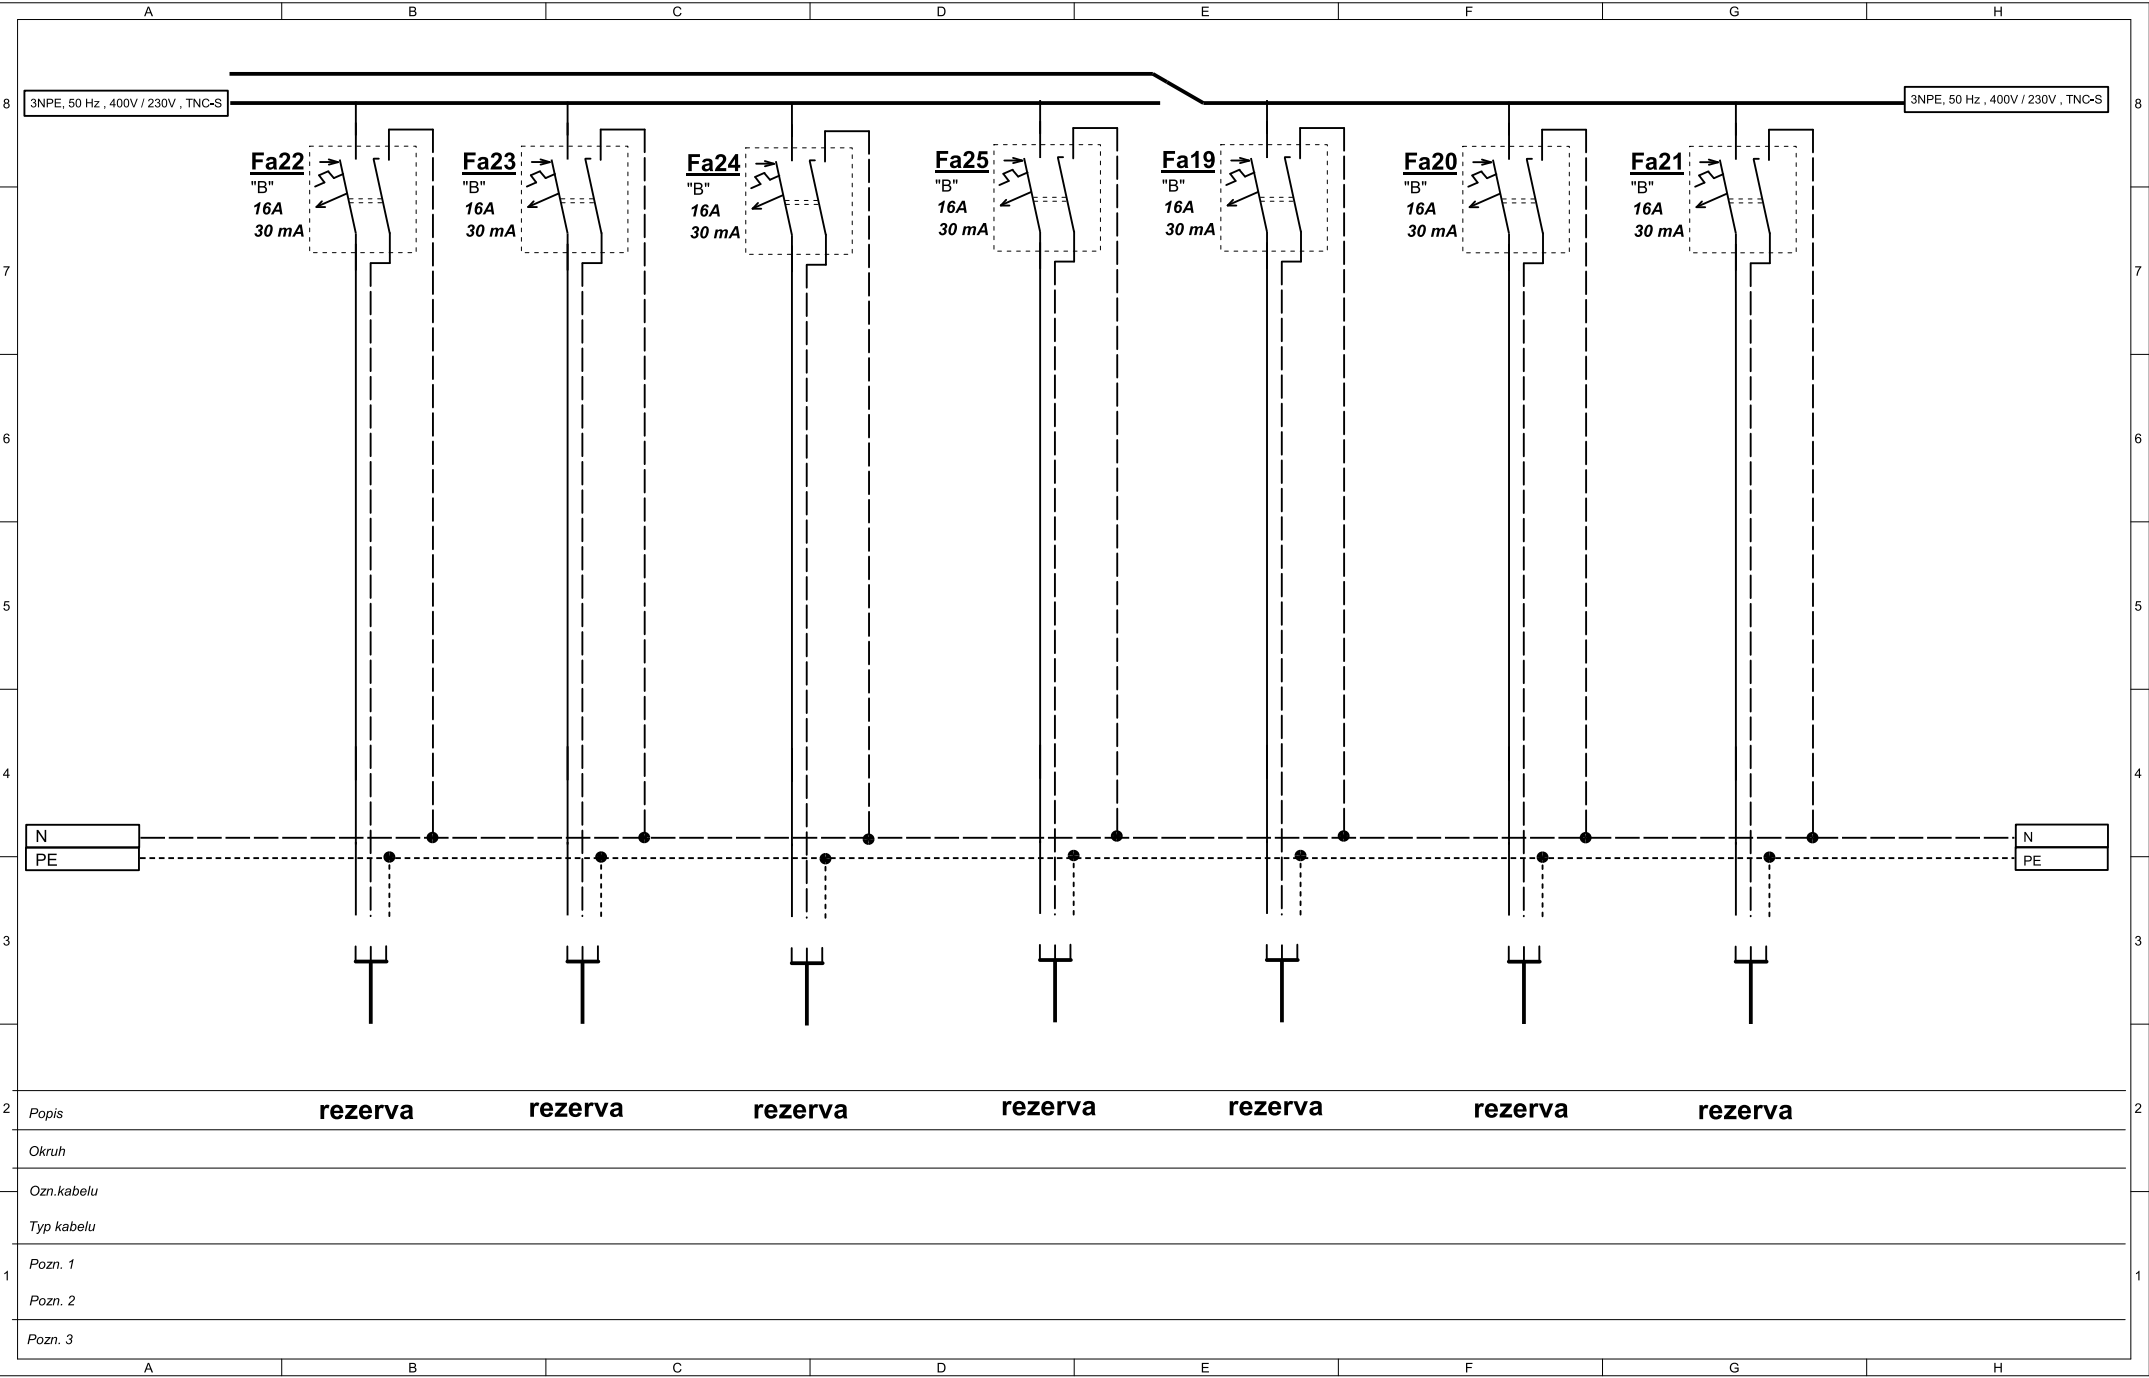 A B C D E F G H
8 3NPE, 50 Hz , 400V / 230V , TNC-S 3NPE, 50 Hz , 400V / 230V , TNC-S 8
Fa22
"B"
16A
30 mA
Fa23
"B"
16A
30 mA
Fa24
"B"
16A
30 mA
Fa25
"B"
16A
30 mA
Fa19
"B"
16A
30 mA
Fa20
"B"
16A
30 mA
Fa21
"B"
16A
30 mA
7 7
6 6
5 5
4 4
N N
PE PE
3 3
2 Popis rezerva rezerva rezerva rezerva rezerva rezerva rezerva 2
Okruh
Ozn.kabelu
Typ kabelu
Pozn. 1
1 1
Pozn. 2
Pozn. 3
A B C D E F G H